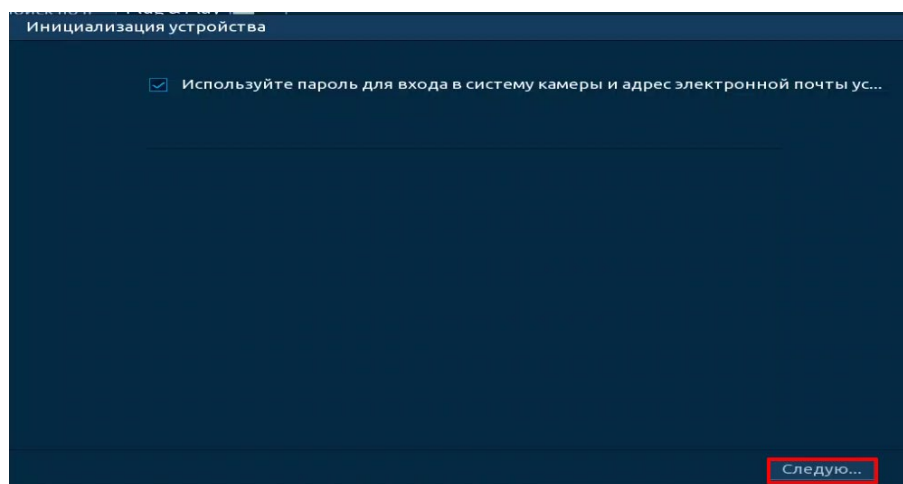 Инициализация устройства
Используйте пароль для входа в систему камеры и адрес электронной почты ус...
Следую...